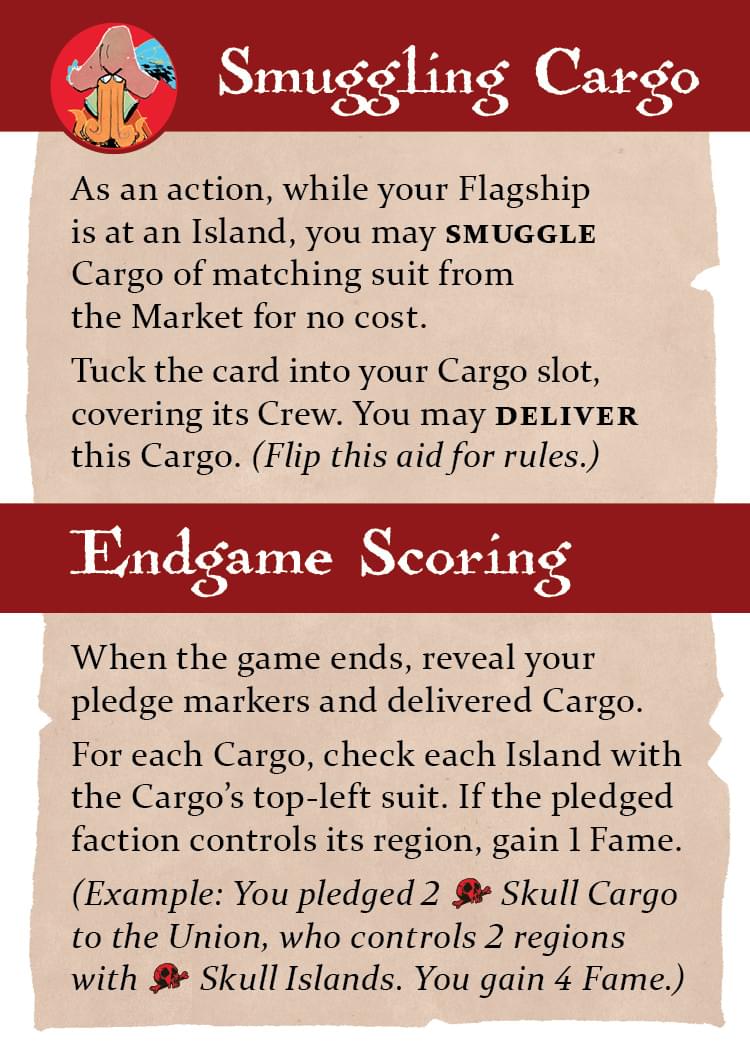 Smuggling Cargo
As an action, while your Flagship
is at an Island, you may SMUGGLE
Cargo of matching suit from
the Market for no cost.
Tuck the card into your Cargo slot,
covering its Crew. You may DELIVER
this Cargo. (Flip this aid for rules.)
Endgame Scoring
When the game ends, reveal your
pledge markers and delivered Cargo.
For each Cargo, check each Island with
the Cargo’s top-left suit. If the pledged
faction controls its region, gain 1 Fame.
(Example: You pledged 2 Skull Cargo
to the Union, who controls 2 regions
with Skull Islands. You gain 4 Fame.)